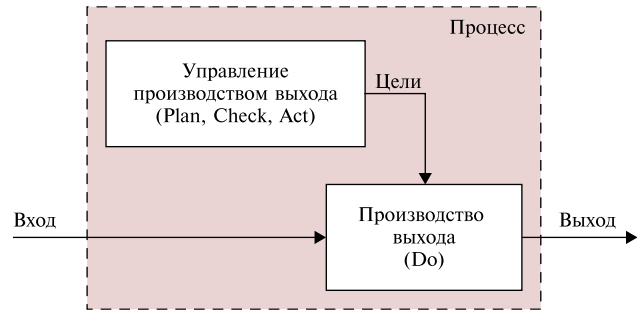 Процесс
Управление
производством выхода
(Plan, Check, Act)
Цели
Вход
Производство
выхода
(Do)
Выход